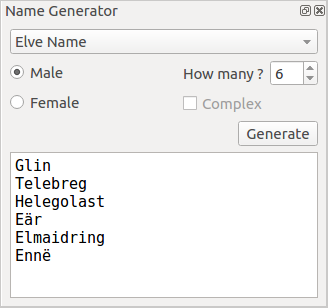 Name Generator
Elve Name
Male How many ? 6
Female Complex
Generate
Glin
Telebreg
Helegolast
Eär
Elmaidring
Ennë